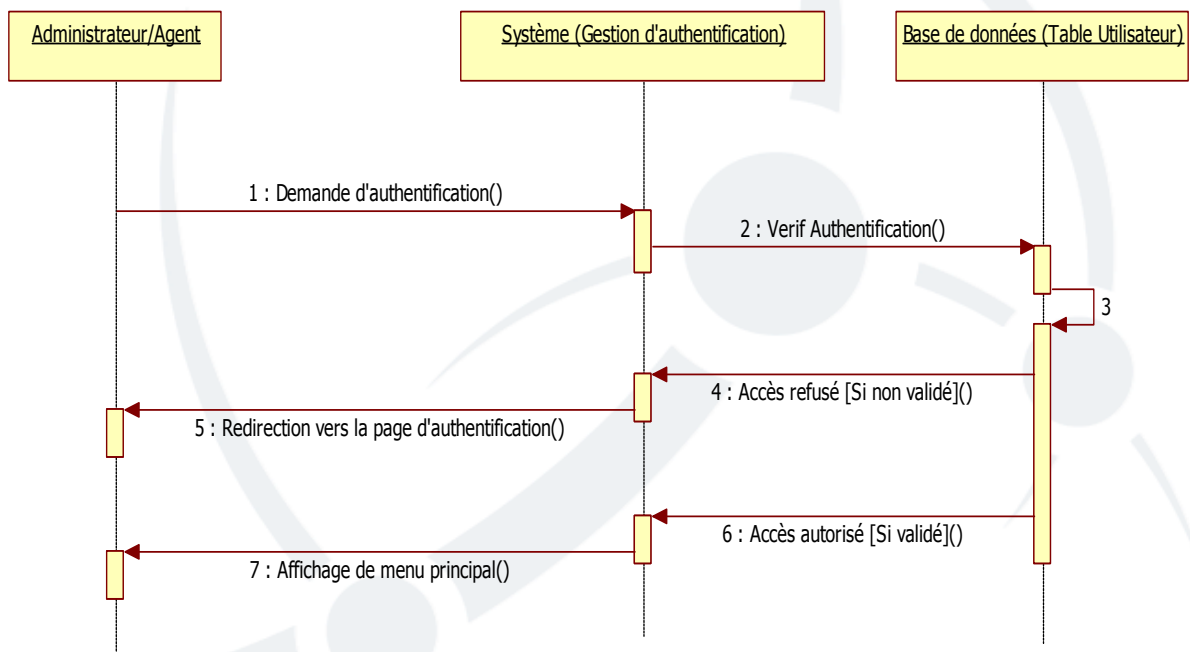 Administrateur/Agent
Système (Gestion d'authentification)
Base de données (Table Utilisateur)
1 : Demande d'authentification()
2 : Verif Authentification()
3
4 : Accès refusé [Si non validé]()
5 : Redirection vers la page d'authentification()
6 : Accès autorisé [Si validé]()
7 : Affichage de menu principal()